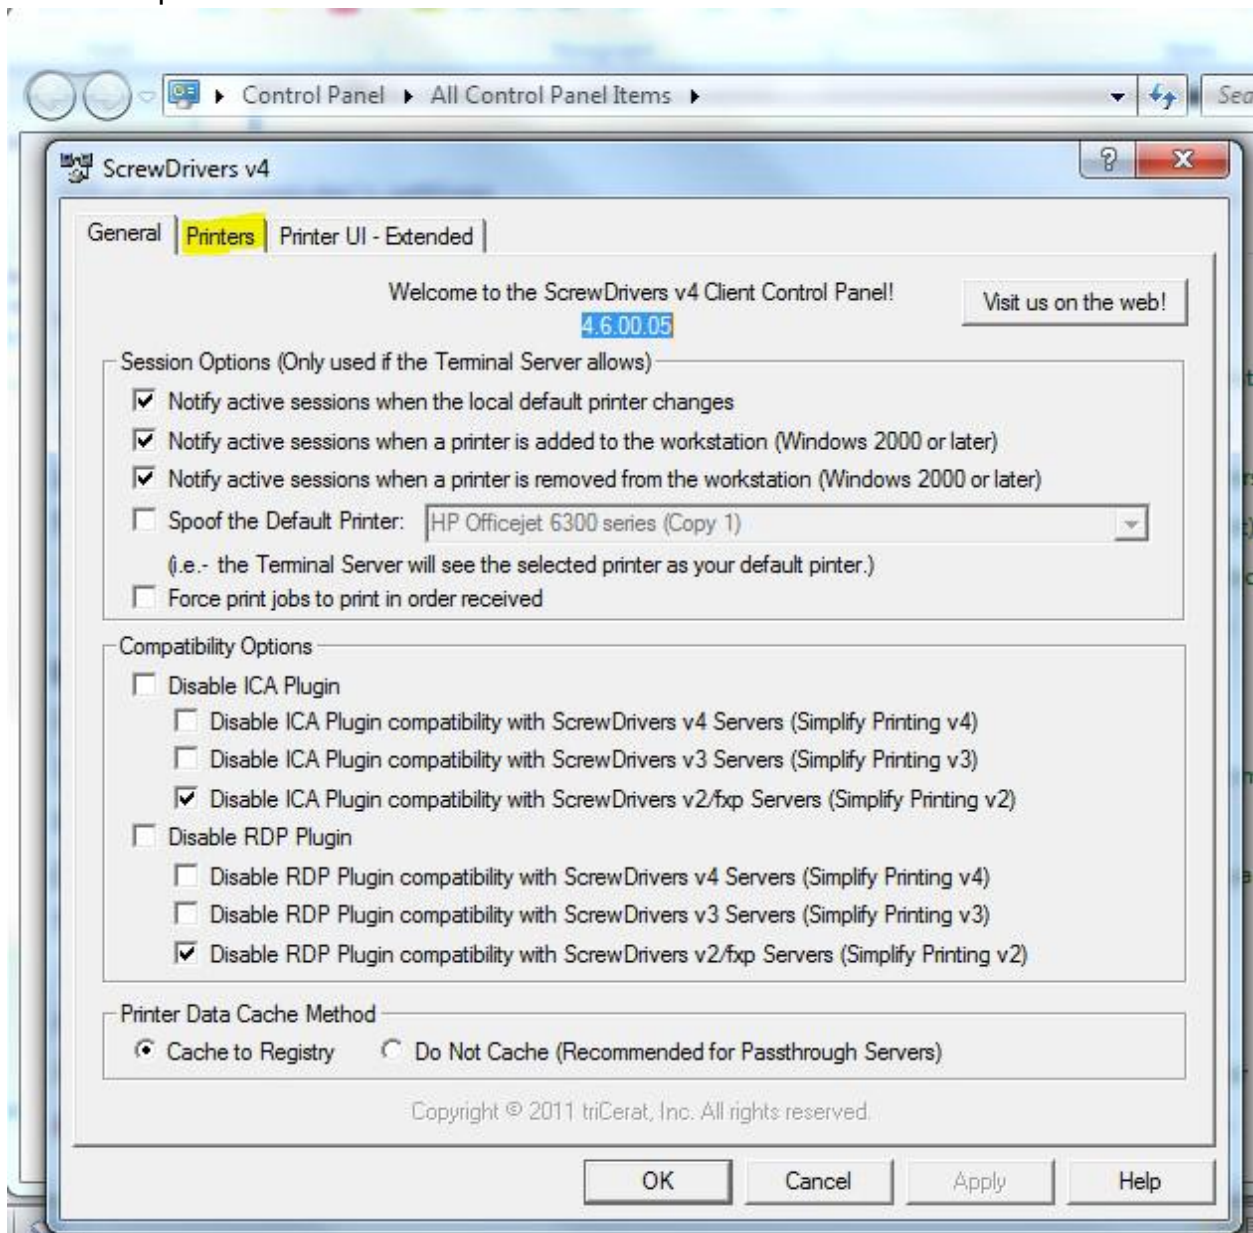 Control Panel ▸ All Control Panel Items ▸
ScrewDrivers v4
General Printers Printer UI - Extended
Welcome to the ScrewDrivers v4 Client Control Panel!
Visit us on the web!
4.6.00.05
Session Options (Only used if the Terminal Server allows)
Notify active sessions when the local default printer changes
Notify active sessions when a printer is added to the workstation (Windows 2000 or later)
Notify active sessions when a printer is removed from the workstation (Windows 2000 or later)
Spoof the Default Printer: HP Officejet 6300 series (Copy 1)
(i.e.- the Terminal Server will see the selected printer as your default pinter.)
Force print jobs to print in order received
Compatibility Options
Disable ICA Plugin
Disable ICA Plugin compatibility with ScrewDrivers v4 Servers (Simplify Printing v4)
Disable ICA Plugin compatibility with ScrewDrivers v3 Servers (Simplify Printing v3)
Disable ICA Plugin compatibility with ScrewDrivers v2/fxp Servers (Simplify Printing v2)
Disable RDP Plugin
Disable RDP Plugin compatibility with ScrewDrivers v4 Servers (Simplify Printing v4)
Disable RDP Plugin compatibility with ScrewDrivers v3 Servers (Simplify Printing v3)
Disable RDP Plugin compatibility with ScrewDrivers v2/fxp Servers (Simplify Printing v2)
Printer Data Cache Method
Cache to Registry Do Not Cache (Recommended for Passthrough Servers)
Copyright © 2011 triCerat, Inc. All rights reserved.
OK Cancel Apply Help